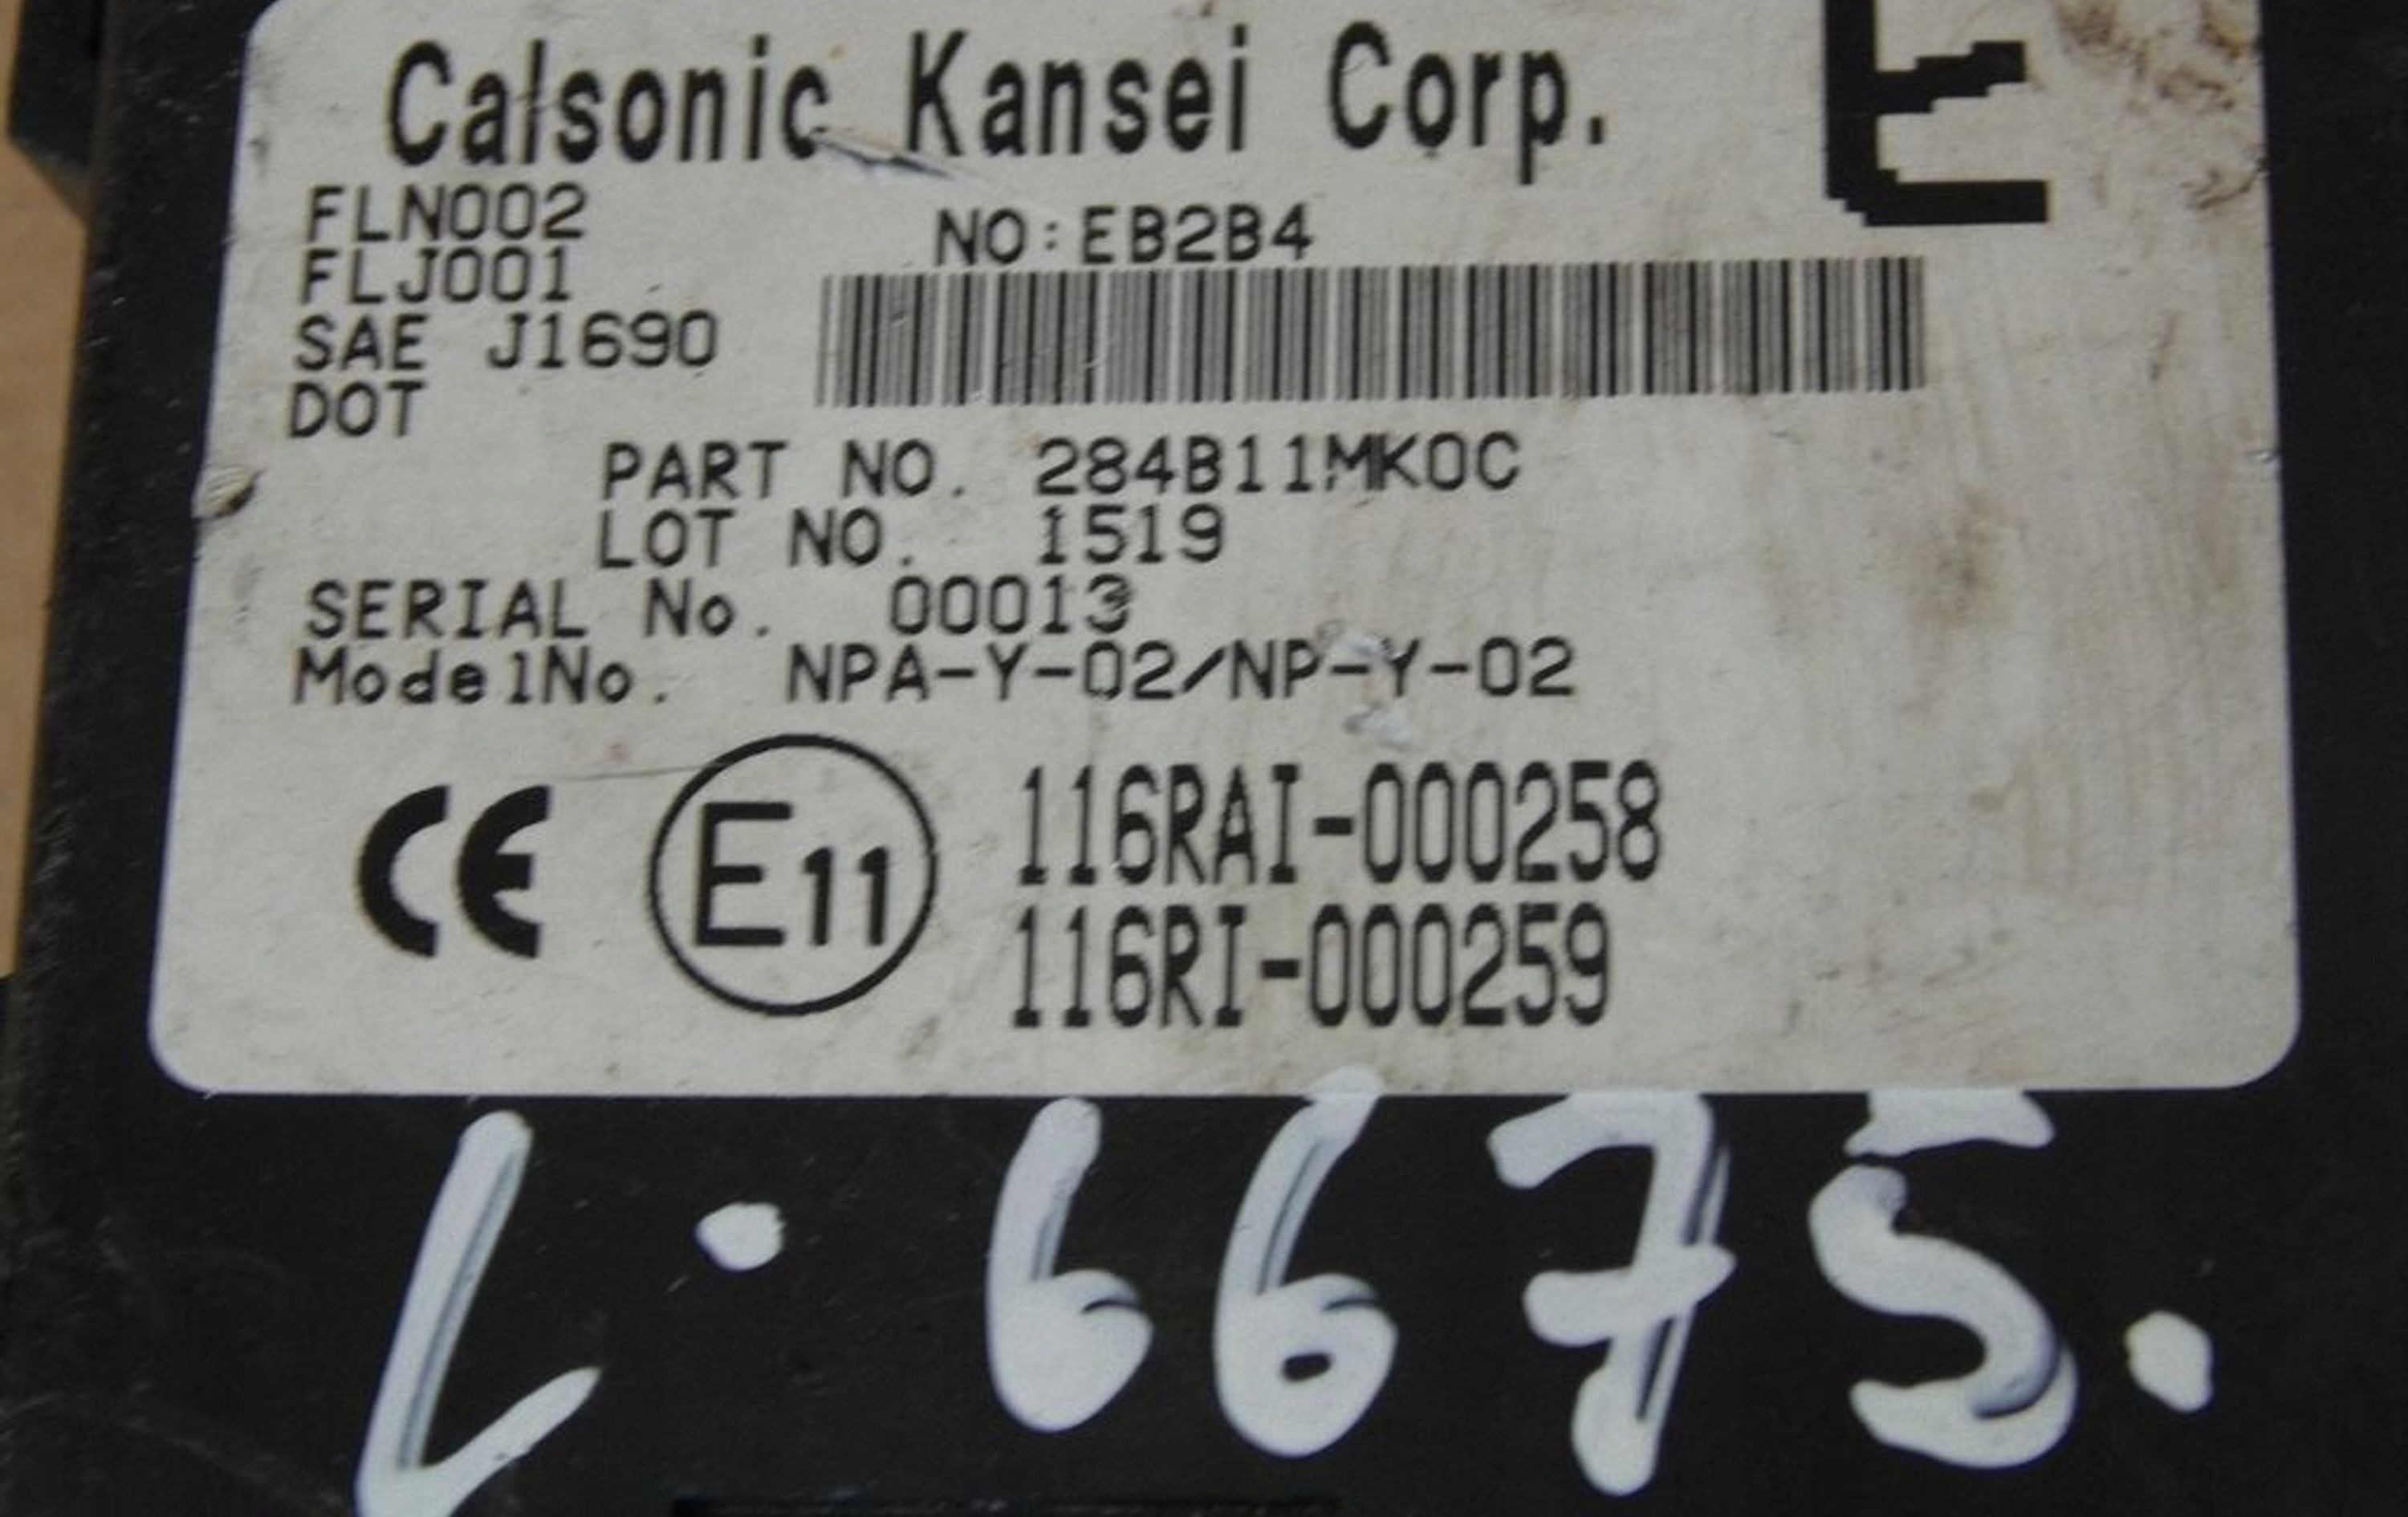 Calsonic Kansei Corp.
E
FLN002
NO:EB2B4
FLJ001
SAE J1690
DOT
PART NO. 284B11MK0C
LOT NO. 1519
SERIAL No. 00013
ModelNo. NPA-Y-02/NP-Y-02
CE E11 116RAI-000258
116RI-000259
L. 6675.